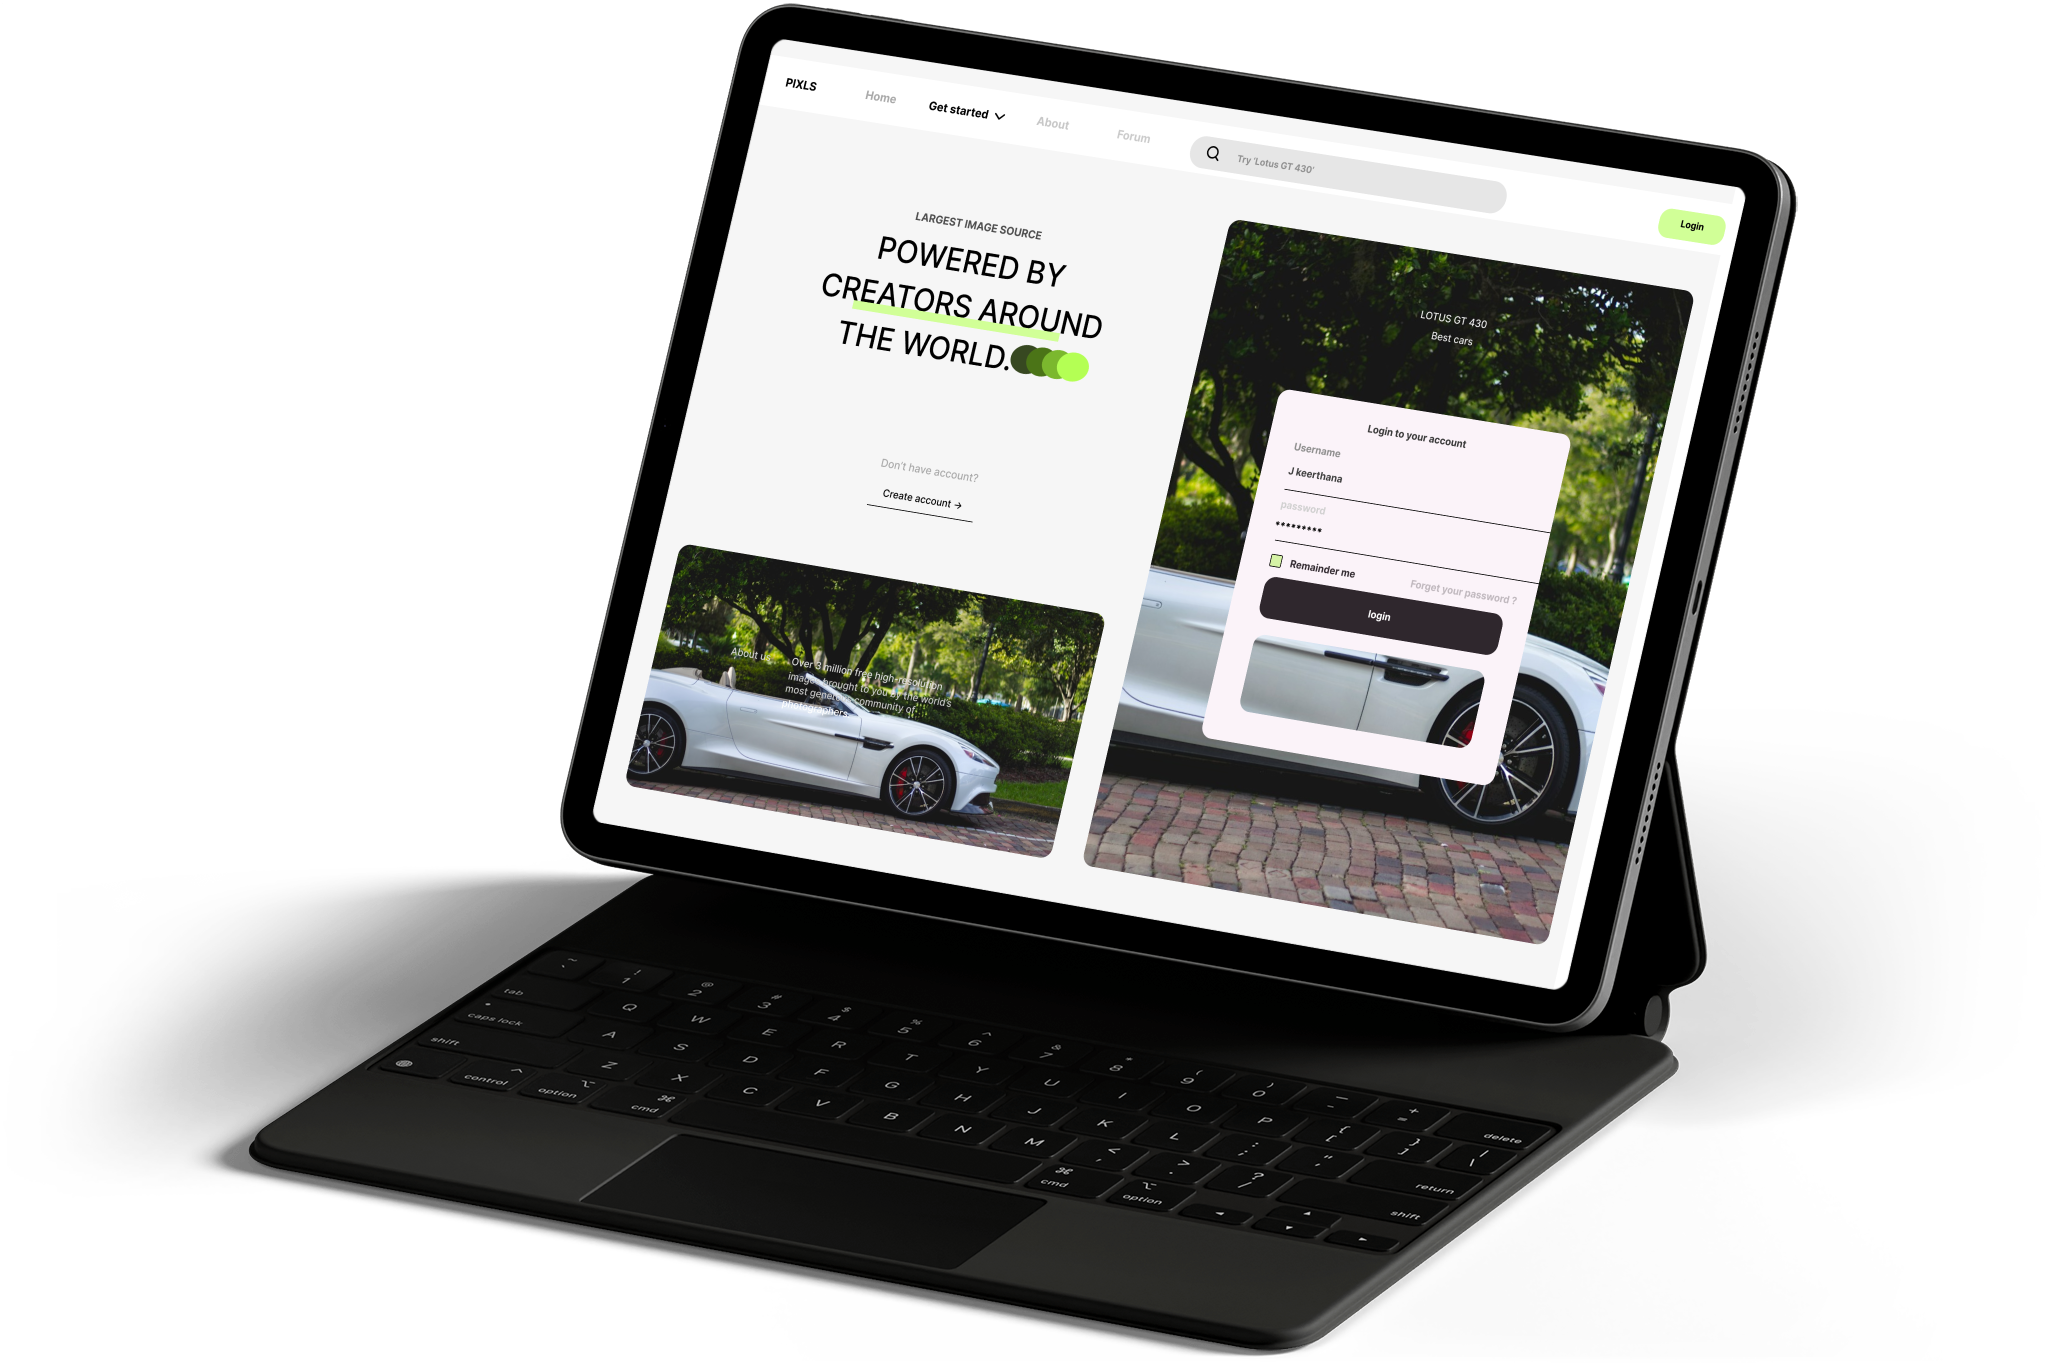 PIXLS
Home
Get started
About
Forum
Try 'Lotus GT 430'
Login
LARGEST IMAGE SOURCE
POWERED BY
CREATORS AROUND
THE WORLD.
Don't have account?
Create account →
About us
Over 3 million free high-resolution
images brought to you by the world's
most generous community of
photographers.
LOTUS GT 430
Best cars
Login to your account
Username
J keerthana
password
*********
Remainder me
Forget your password ?
login
~ ! @ # $ % ^ & * ( ) _ +
` 1 2 3 4 5 6 7 8 9 0 - = delete
tab Q W E R T Y U I O P { [ } ] | \
caps lock A S D F G H J K L : ; " ' return
shift Z X C V B N M < , > . ? / shift
control ^ option ⌥ cmd ⌘ ⌘ cmd ⌥ option ◄ ▲ ▼ ►